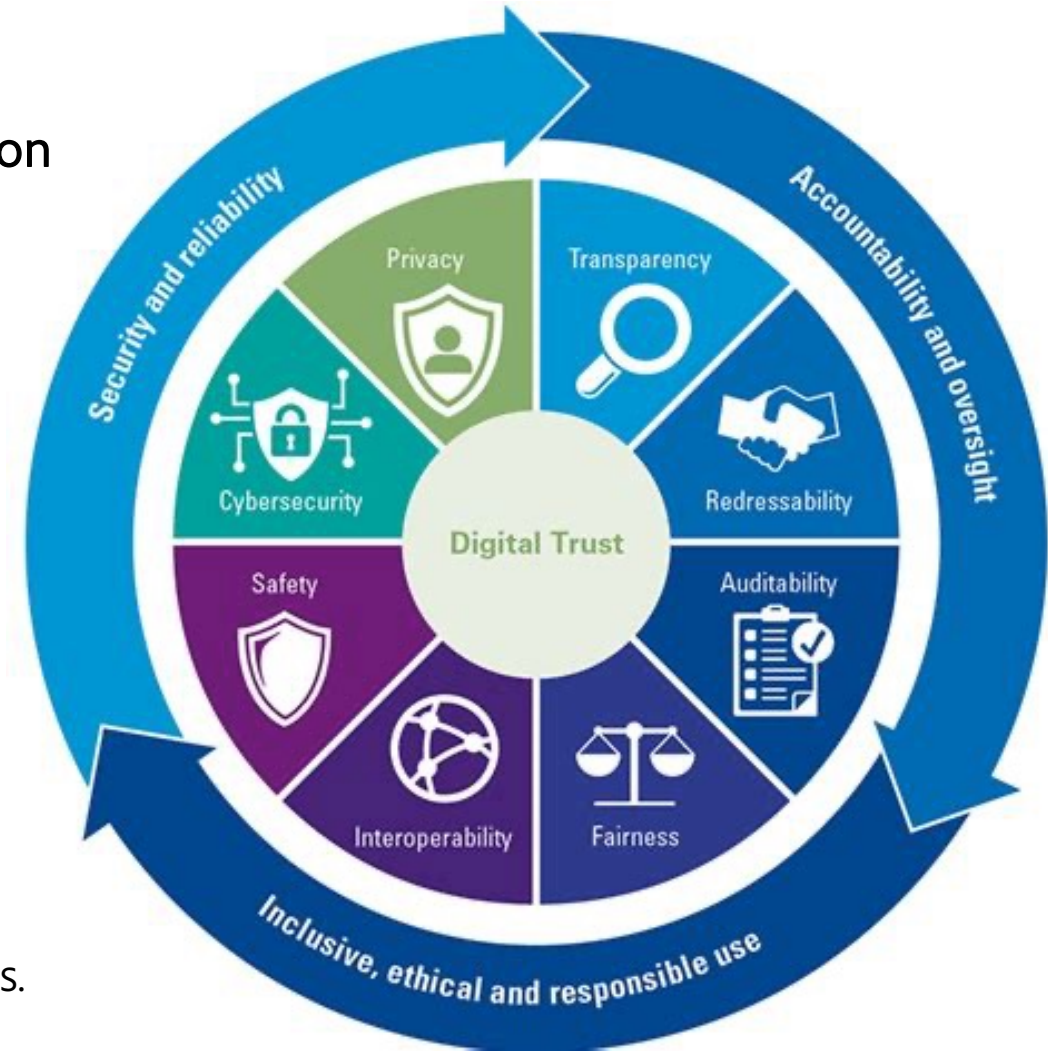 on
Security and reliability
Accountability and oversight
Privacy
Transparency
Cybersecurity
Redressability
Digital Trust
Safety
Auditability
Interoperability
Fairness
Inclusive, ethical and responsible use
s.